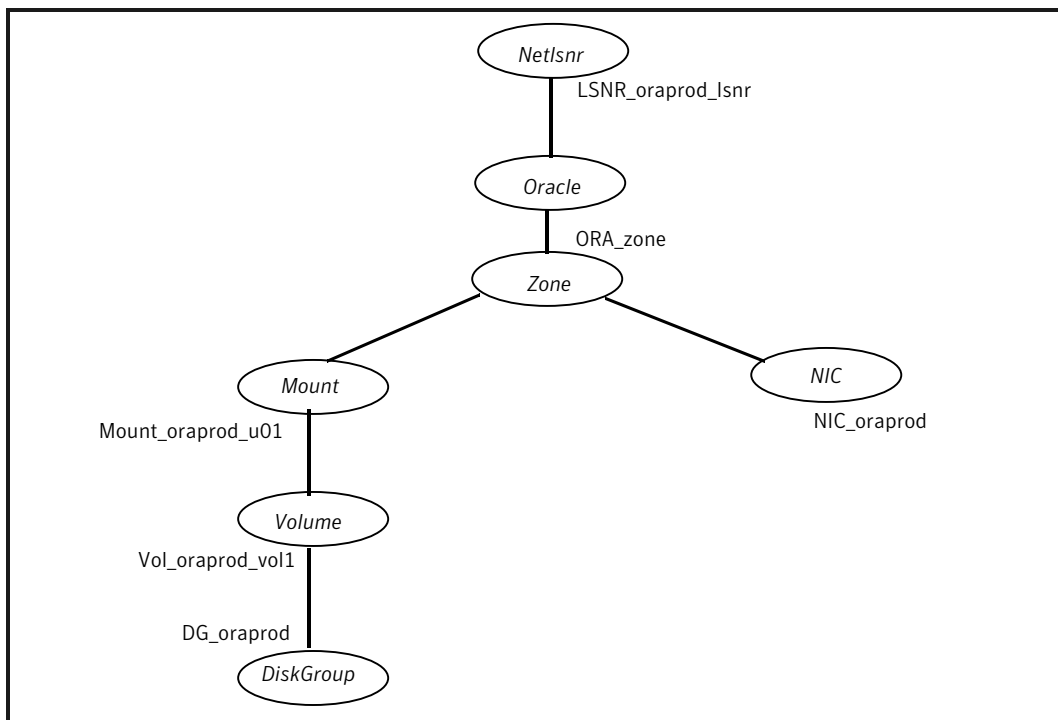 Netlsnr
LSNR_oraprod_lsnr
Oracle
ORA_zone
Zone
Mount
NIC
Mount_oraprod_u01
NIC_oraprod
Volume
Vol_oraprod_vol1
DG_oraprod
DiskGroup